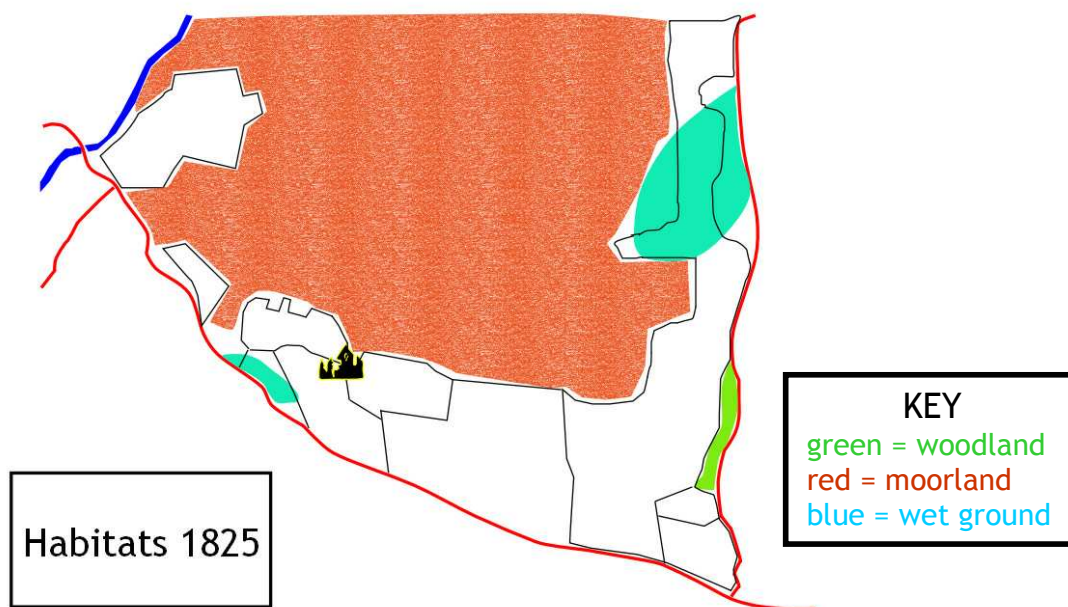 KEY
green = woodland
red = moorland
blue = wet ground
Habitats 1825